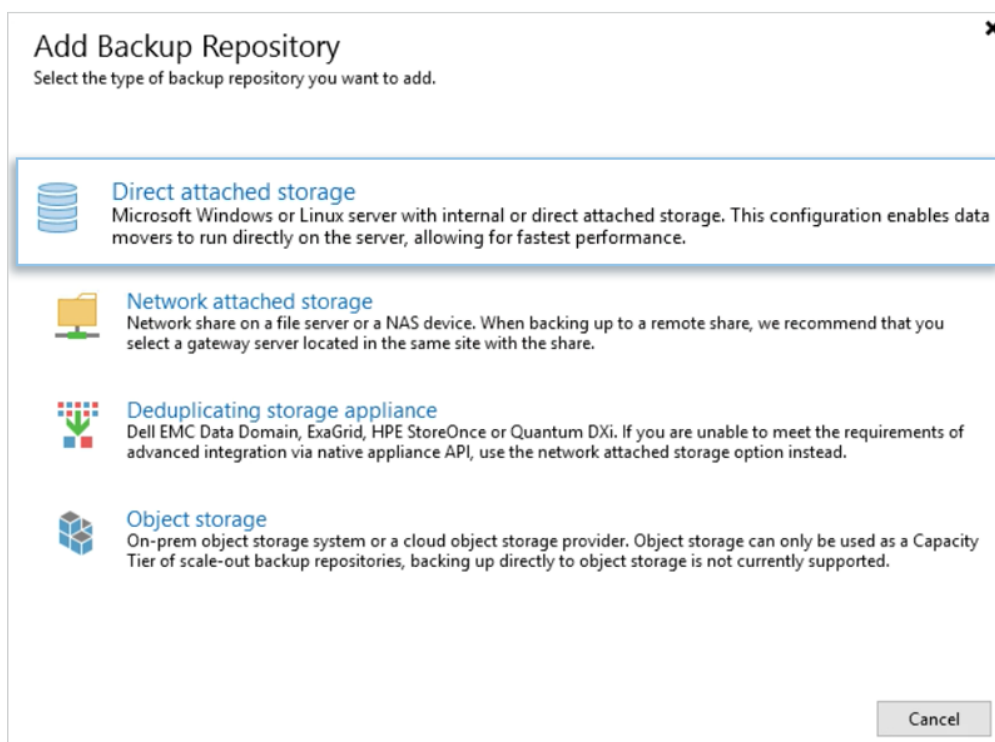 Add Backup Repository
Select the type of backup repository you want to add.
Direct attached storage
Microsoft Windows or Linux server with internal or direct attached storage. This configuration enables data
movers to run directly on the server, allowing for fastest performance.
Network attached storage
Network share on a file server or a NAS device. When backing up to a remote share, we recommend that you
select a gateway server located in the same site with the share.
Deduplicating storage appliance
Dell EMC Data Domain, ExaGrid, HPE StoreOnce or Quantum DXi. If you are unable to meet the requirements of
advanced integration via native appliance API, use the network attached storage option instead.
Object storage
On-prem object storage system or a cloud object storage provider. Object storage can only be used as a Capacity
Tier of scale-out backup repositories, backing up directly to object storage is not currently supported.
Cancel